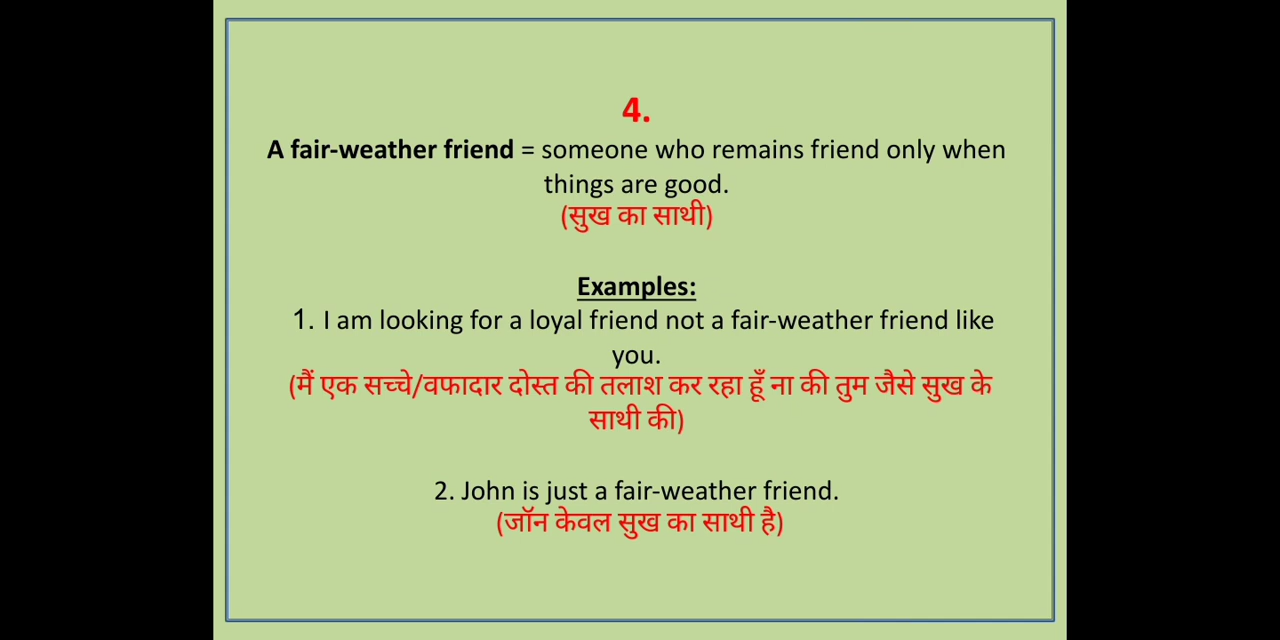 4.
A fair-weather friend = someone who remains friend only when
things are good.
(सुख का साथी)
Examples:
1. I am looking for a loyal friend not a fair-weather friend like
you.
(मैं एक सच्चे/वफादार दोस्त की तलाश कर रहा हूँ ना की तुम जैसे सुख के
साथी की)
2. John is just a fair-weather friend.
(जॉन केवल सुख का साथी है)